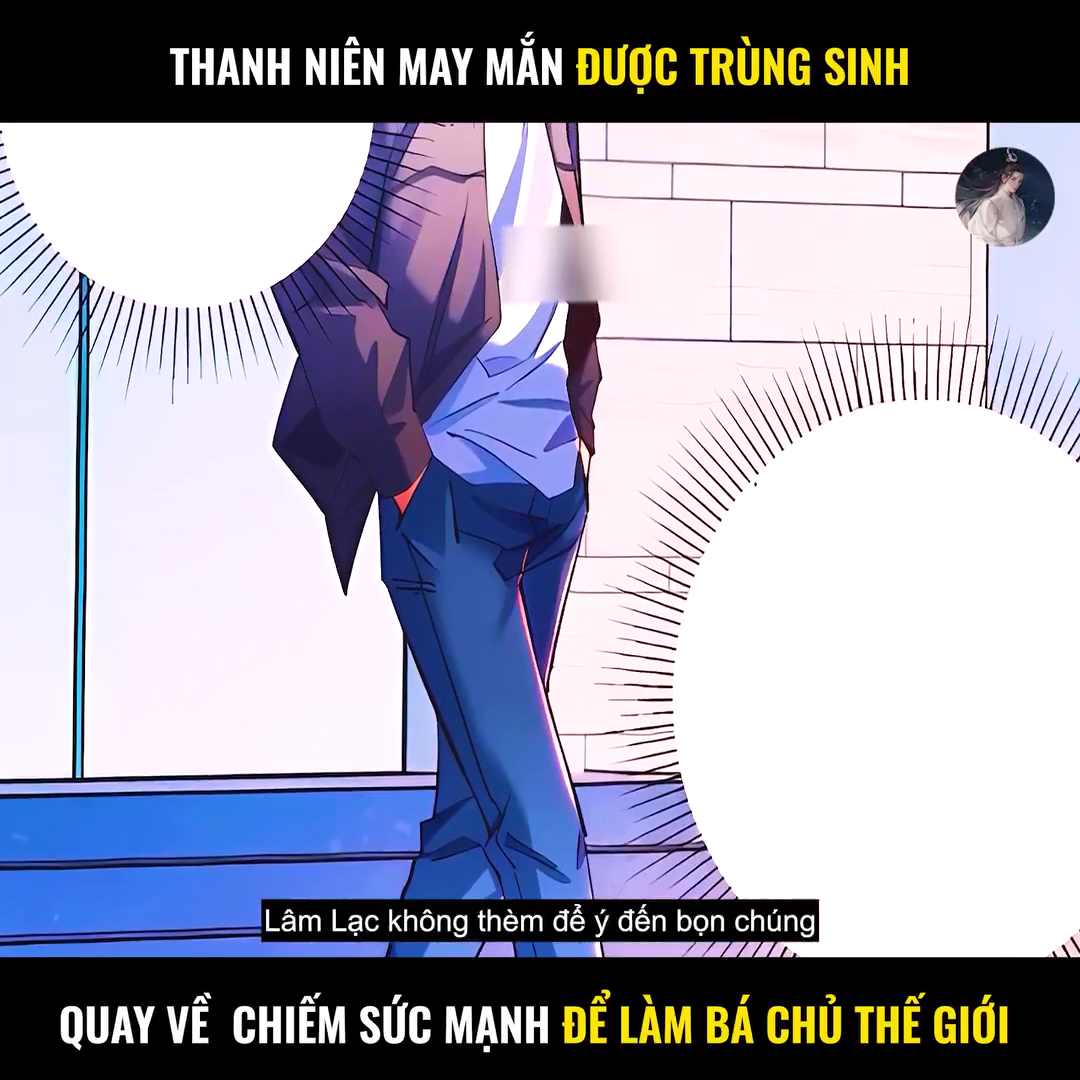 THANH NIÊN MAY MẮN ĐƯỢC TRÙNG SINH
Lâm Lạc không thèm để ý đến bọn chúng
QUAY VỀ CHIẾM SỨC MẠNH ĐỂ LÀM BÁ CHỦ THẾ GIỚI